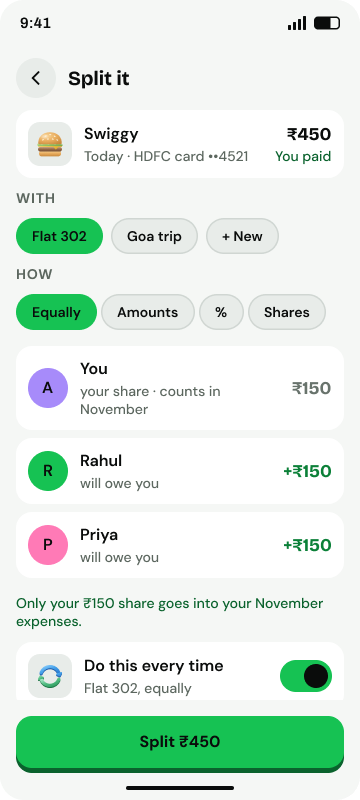 9:41
Split it
Swiggy
₹450
Today · HDFC card ••4521
You paid
WITH
Flat 302
Goa trip
+ New
HOW
Equally
Amounts
%
Shares
A
You
your share · counts in
November
₹150
R
Rahul
will owe you
+₹150
P
Priya
will owe you
+₹150
Only your ₹150 share goes into your November
expenses.
Do this every time
Flat 302, equally
Split ₹450